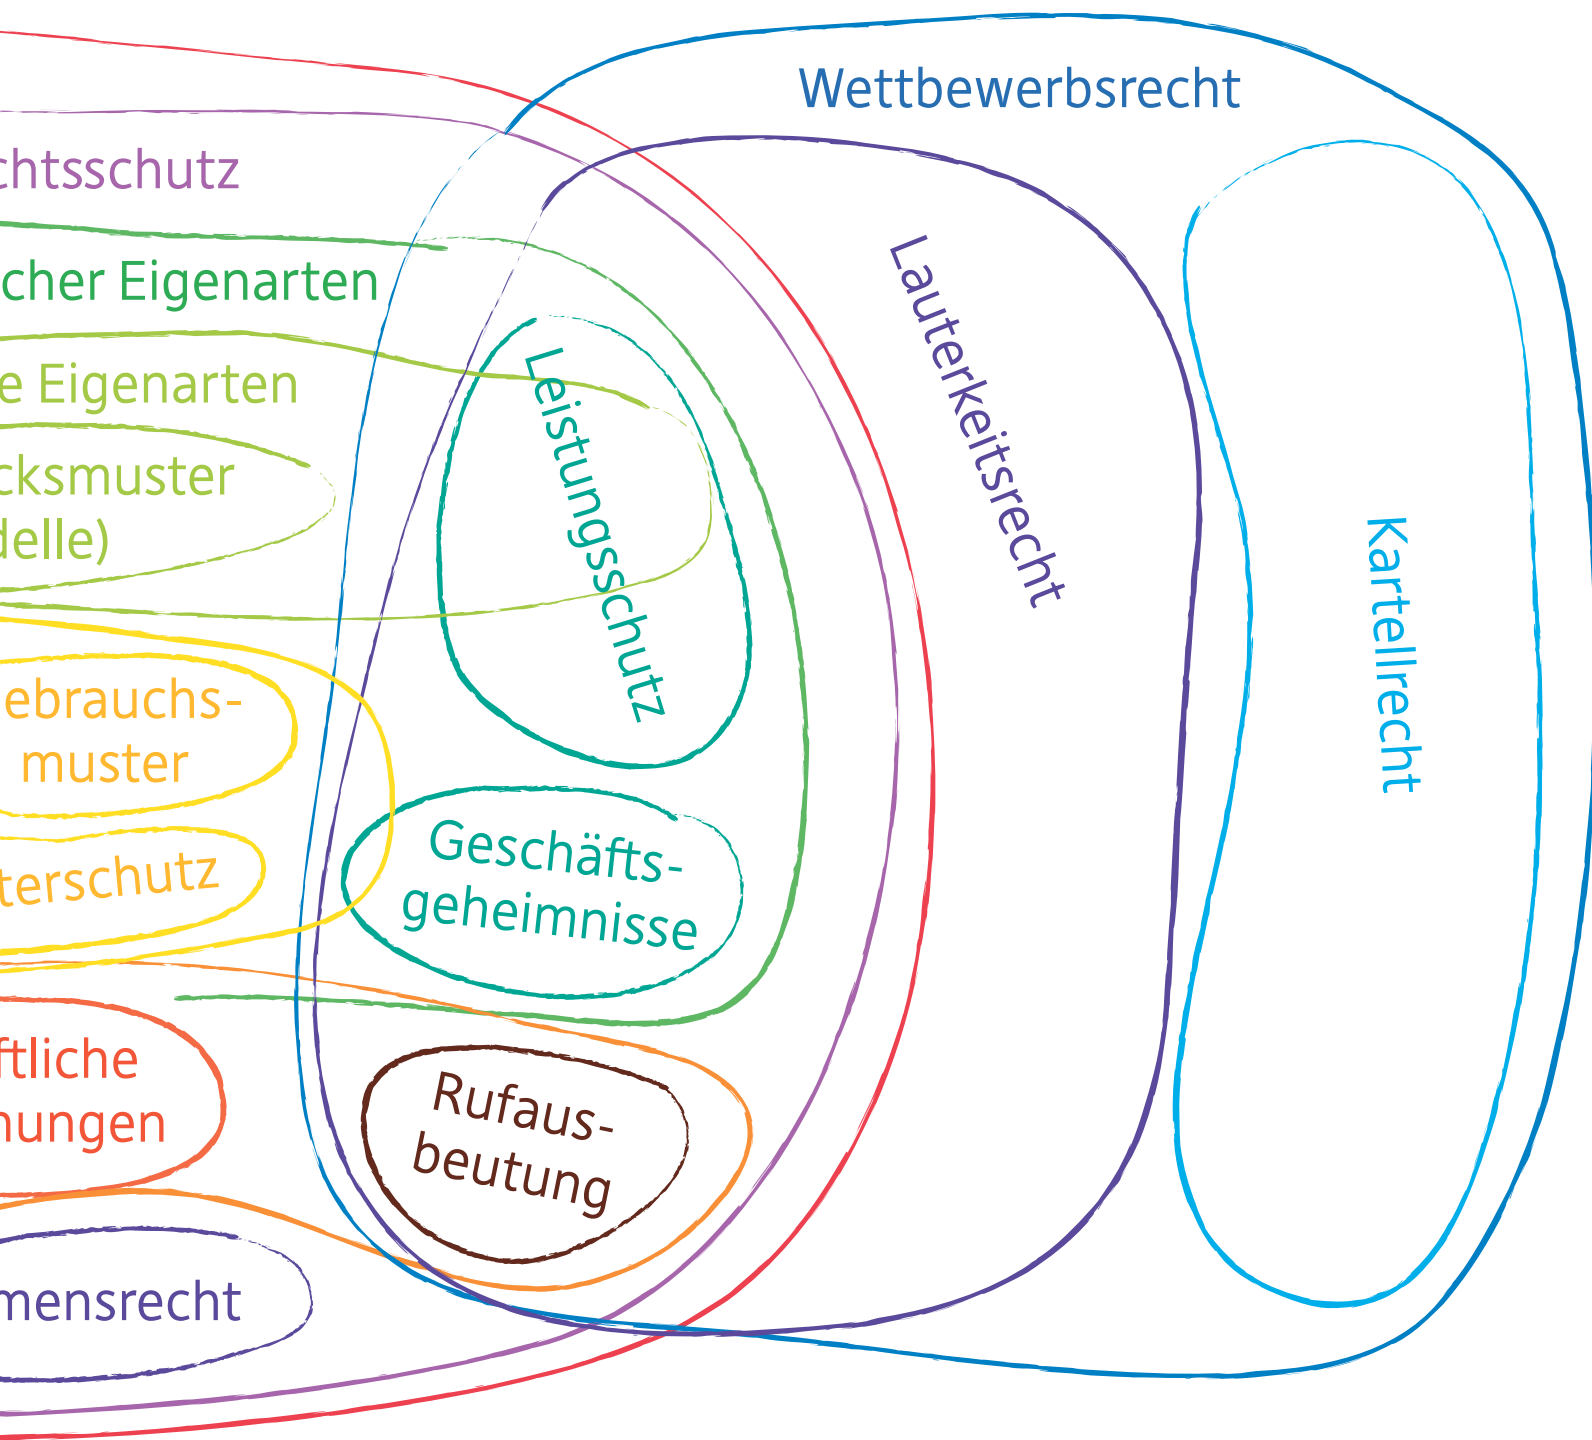 Wettbewerbsrecht
chtsschutz
cher Eigenarten
e Eigenarten
cksmuster
delle)
ebrauchs-
muster
terschutz
ftliche
nungen
mensrecht
Leistungsschutz
Geschäfts-
geheimnisse
Rufaus-
beutung
Lauterkeitsrecht
Kartellrecht